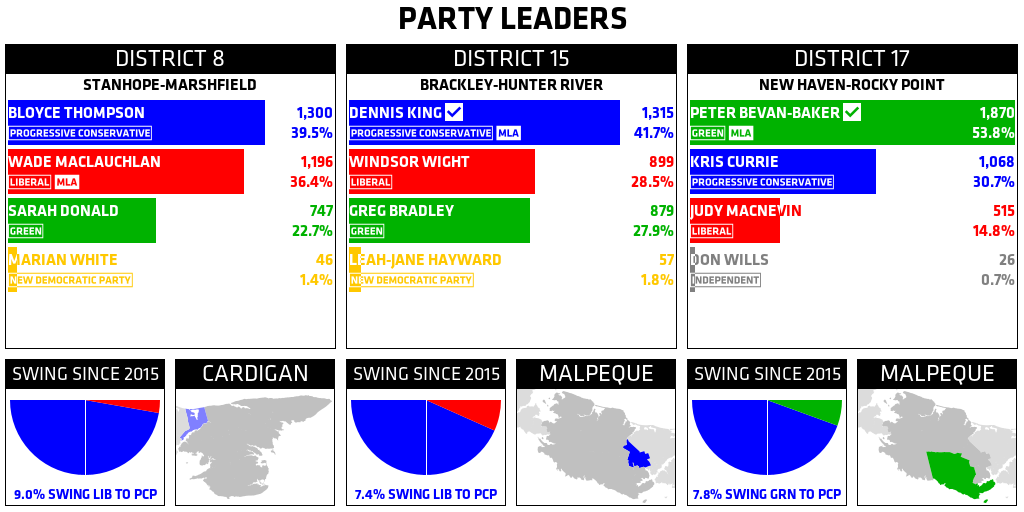 PARTY LEADERS
DISTRICT 8
STANHOPE-MARSHFIELD
BLOYCE THOMPSON 1,300
PROGRESSIVE CONSERVATIVE 39.5%
WADE MACLAUCHLAN 1,196
LIBERAL MLA 36.4%
SARAH DONALD 747
GREEN 22.7%
MARIAN WHITE 46
NEW DEMOCRATIC PARTY 1.4%
DISTRICT 15
BRACKLEY-HUNTER RIVER
DENNIS KING 1,315
PROGRESSIVE CONSERVATIVE MLA 41.7%
WINDSOR WIGHT 899
LIBERAL 28.5%
GREG BRADLEY 879
GREEN 27.9%
LEAH-JANE HAYWARD 57
NEW DEMOCRATIC PARTY 1.8%
DISTRICT 17
NEW HAVEN-ROCKY POINT
PETER BEVAN-BAKER 1,870
GREEN MLA 53.8%
KRIS CURRIE 1,068
PROGRESSIVE CONSERVATIVE 30.7%
JUDY MACNEVIN 515
LIBERAL 14.8%
DON WILLS 26
INDEPENDENT 0.7%
SWING SINCE 2015
9.0% SWING LIB TO PCP
CARDIGAN
SWING SINCE 2015
7.4% SWING LIB TO PCP
MALPEQUE
SWING SINCE 2015
7.8% SWING GRN TO PCP
MALPEQUE